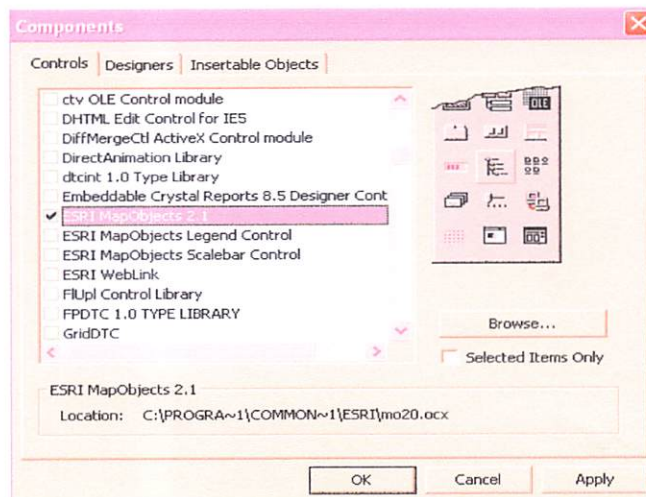 Components
Controls
Designers
Insertable Objects
ctv OLE Control module
DHTML Edit Control for IE5
DiffMergeCtl ActiveX Control module
DirectAnimation Library
dtcint 1.0 Type Library
Embeddable Crystal Reports 8.5 Designer Cont
ESRI MapObjects 2.1
ESRI MapObjects Legend Control
ESRI MapObjects Scalebar Control
ESRI WebLink
FlUpl Control Library
FPDTC 1.0 TYPE LIBRARY
GridDTC
OLE
Browse...
Selected Items Only
ESRI MapObjects 2.1
Location: C:\PROGRA~1\COMMON~1\ESRI\mo20.ocx
OK
Cancel
Apply